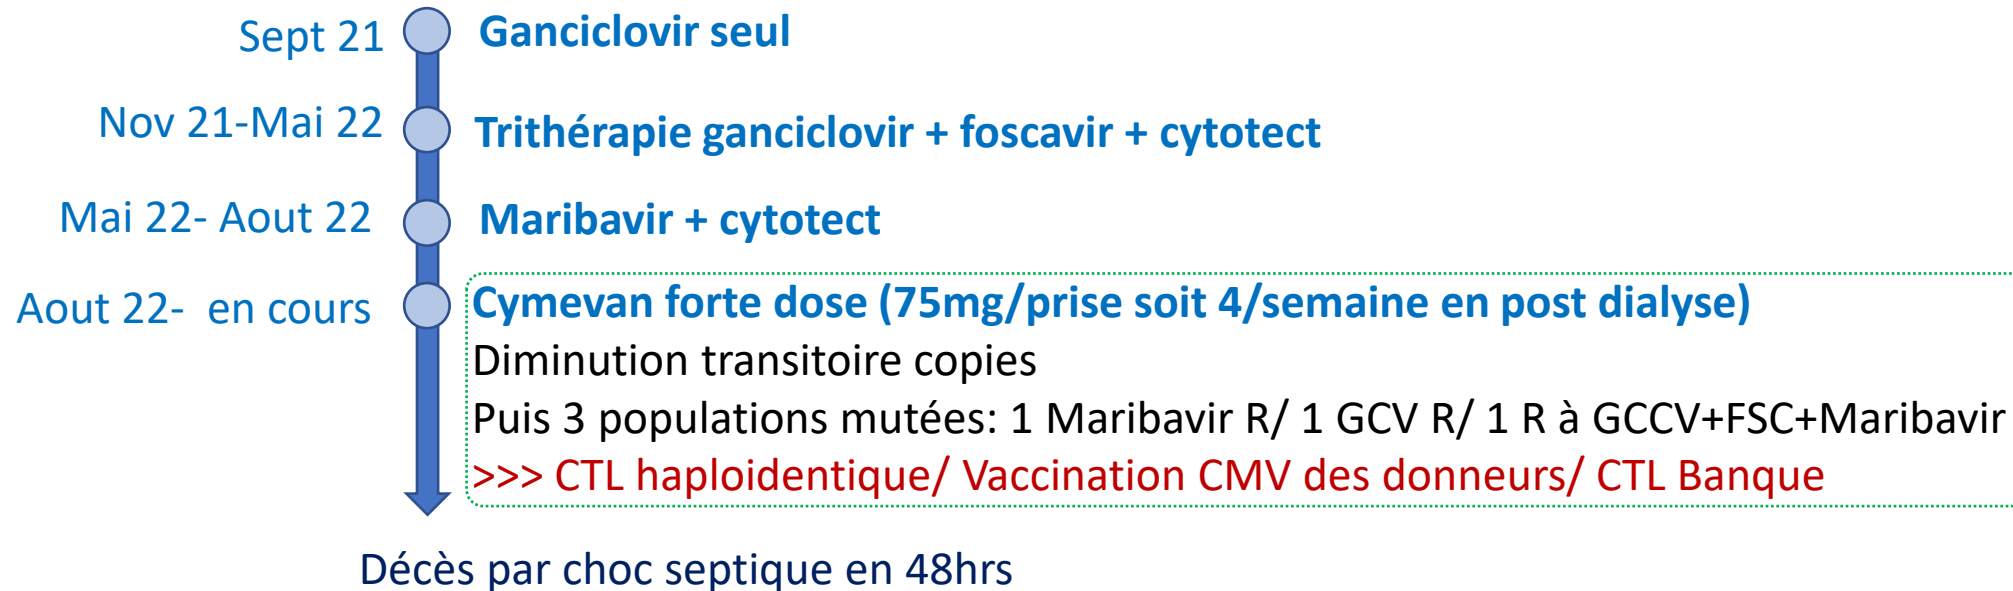 Sept 21 Ganciclovir seul
Nov 21-Mai 22 Trithérapie ganciclovir + foscavir + cytotect
Mai 22- Aout 22 Maribavir + cytotect
Aout 22- en cours Cymevan forte dose (75mg/prise soit 4/semaine en post dialyse)
Diminution transitoire copies
Puis 3 populations mutées: 1 Maribavir R/ 1 GCV R/ 1 R à GCCV+FSC+Maribavir
>>> CTL haploidentique/ Vaccination CMV des donneurs/ CTL Banque
Décès par choc septique en 48hrs